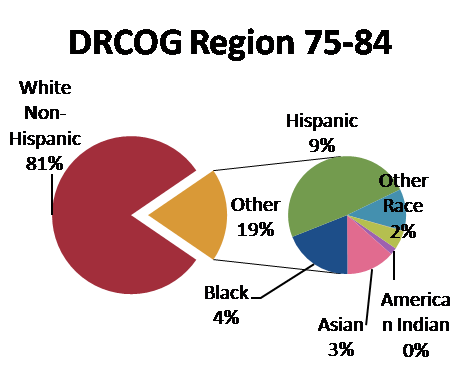 DRCOG Region 75-84
White
Non-
Hispanic
81%
Other
19%
Hispanic
9%
Other
Race
2%
America
n Indian
0%
Asian
3%
Black
4%